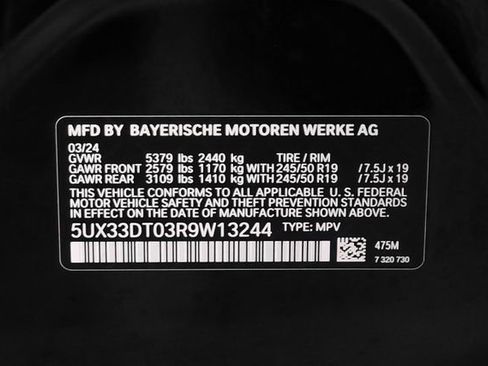 MFD BY BAYERISCHE MOTOREN WERKE AG
03/24
GVWR 5379 lbs 2440 kg TIRE / RIM
GAWR FRONT 2579 lbs 1170 kg WITH 245/50 R19 / 7.5J x 19
GAWR REAR 3109 lbs 1410 kg WITH 245/50 R19 / 7.5J x 19
THIS VEHICLE CONFORMS TO ALL APPLICABLE U. S. FEDERAL
MOTOR VEHICLE SAFETY AND THEFT PREVENTION STANDARDS
IN EFFECT ON THE DATE OF MANUFACTURE SHOWN ABOVE.
5UX33DT03R9W13244 TYPE: MPV
475M
7 320 730